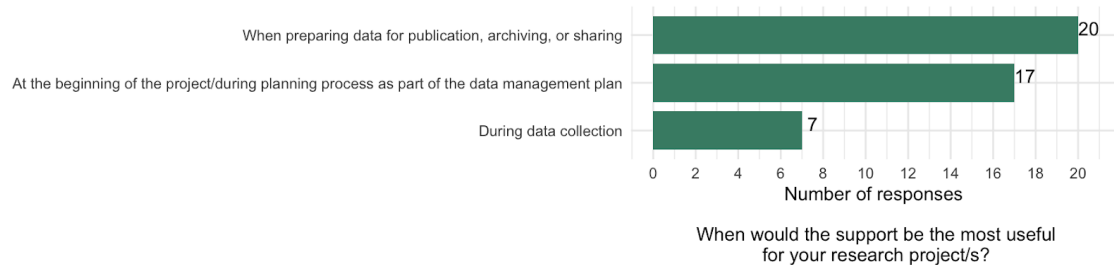 When preparing data for publication, archiving, or sharing
20
At the beginning of the project/during planning process as part of the data management plan
17
During data collection
7
0 2 4 6 8 10 12 14 16 18 20
Number of responses
When would the support be the most useful
for your research project/s?